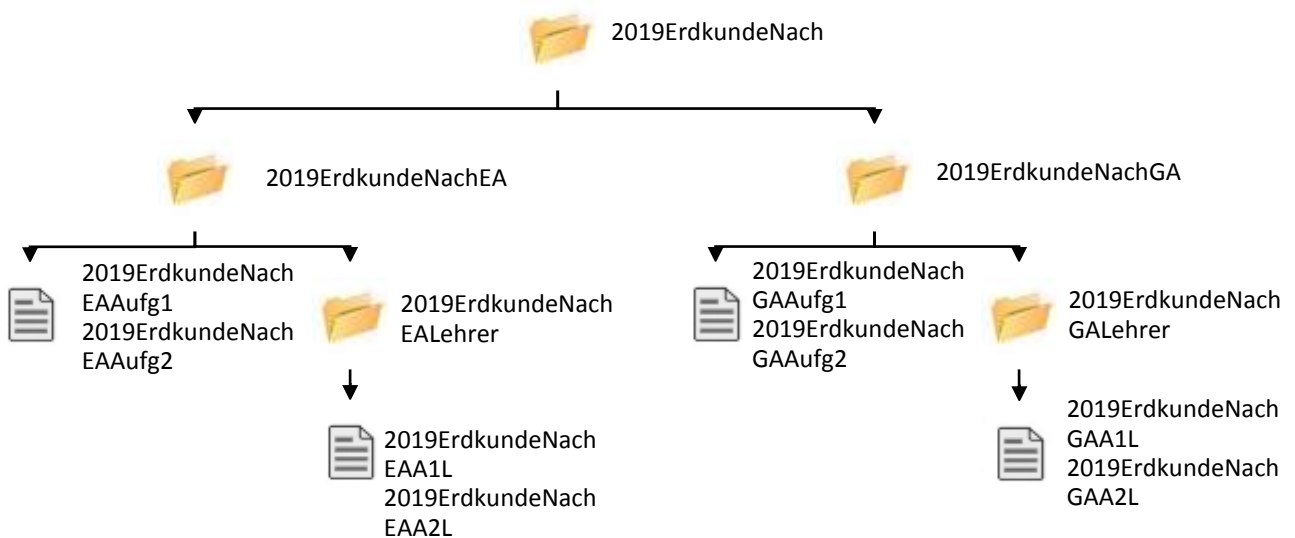 2019ErdkundeNach
2019ErdkundeNachEA
2019ErdkundeNachGA
2019ErdkundeNach
EAAufg1
2019ErdkundeNach
EAAufg2
2019ErdkundeNach
EALehrer
2019ErdkundeNach
GAAufg1
2019ErdkundeNach
GAAufg2
2019ErdkundeNach
GALehrer
2019ErdkundeNach
EAA1L
2019ErdkundeNach
EAA2L
2019ErdkundeNach
GAA1L
2019ErdkundeNach
GAA2L